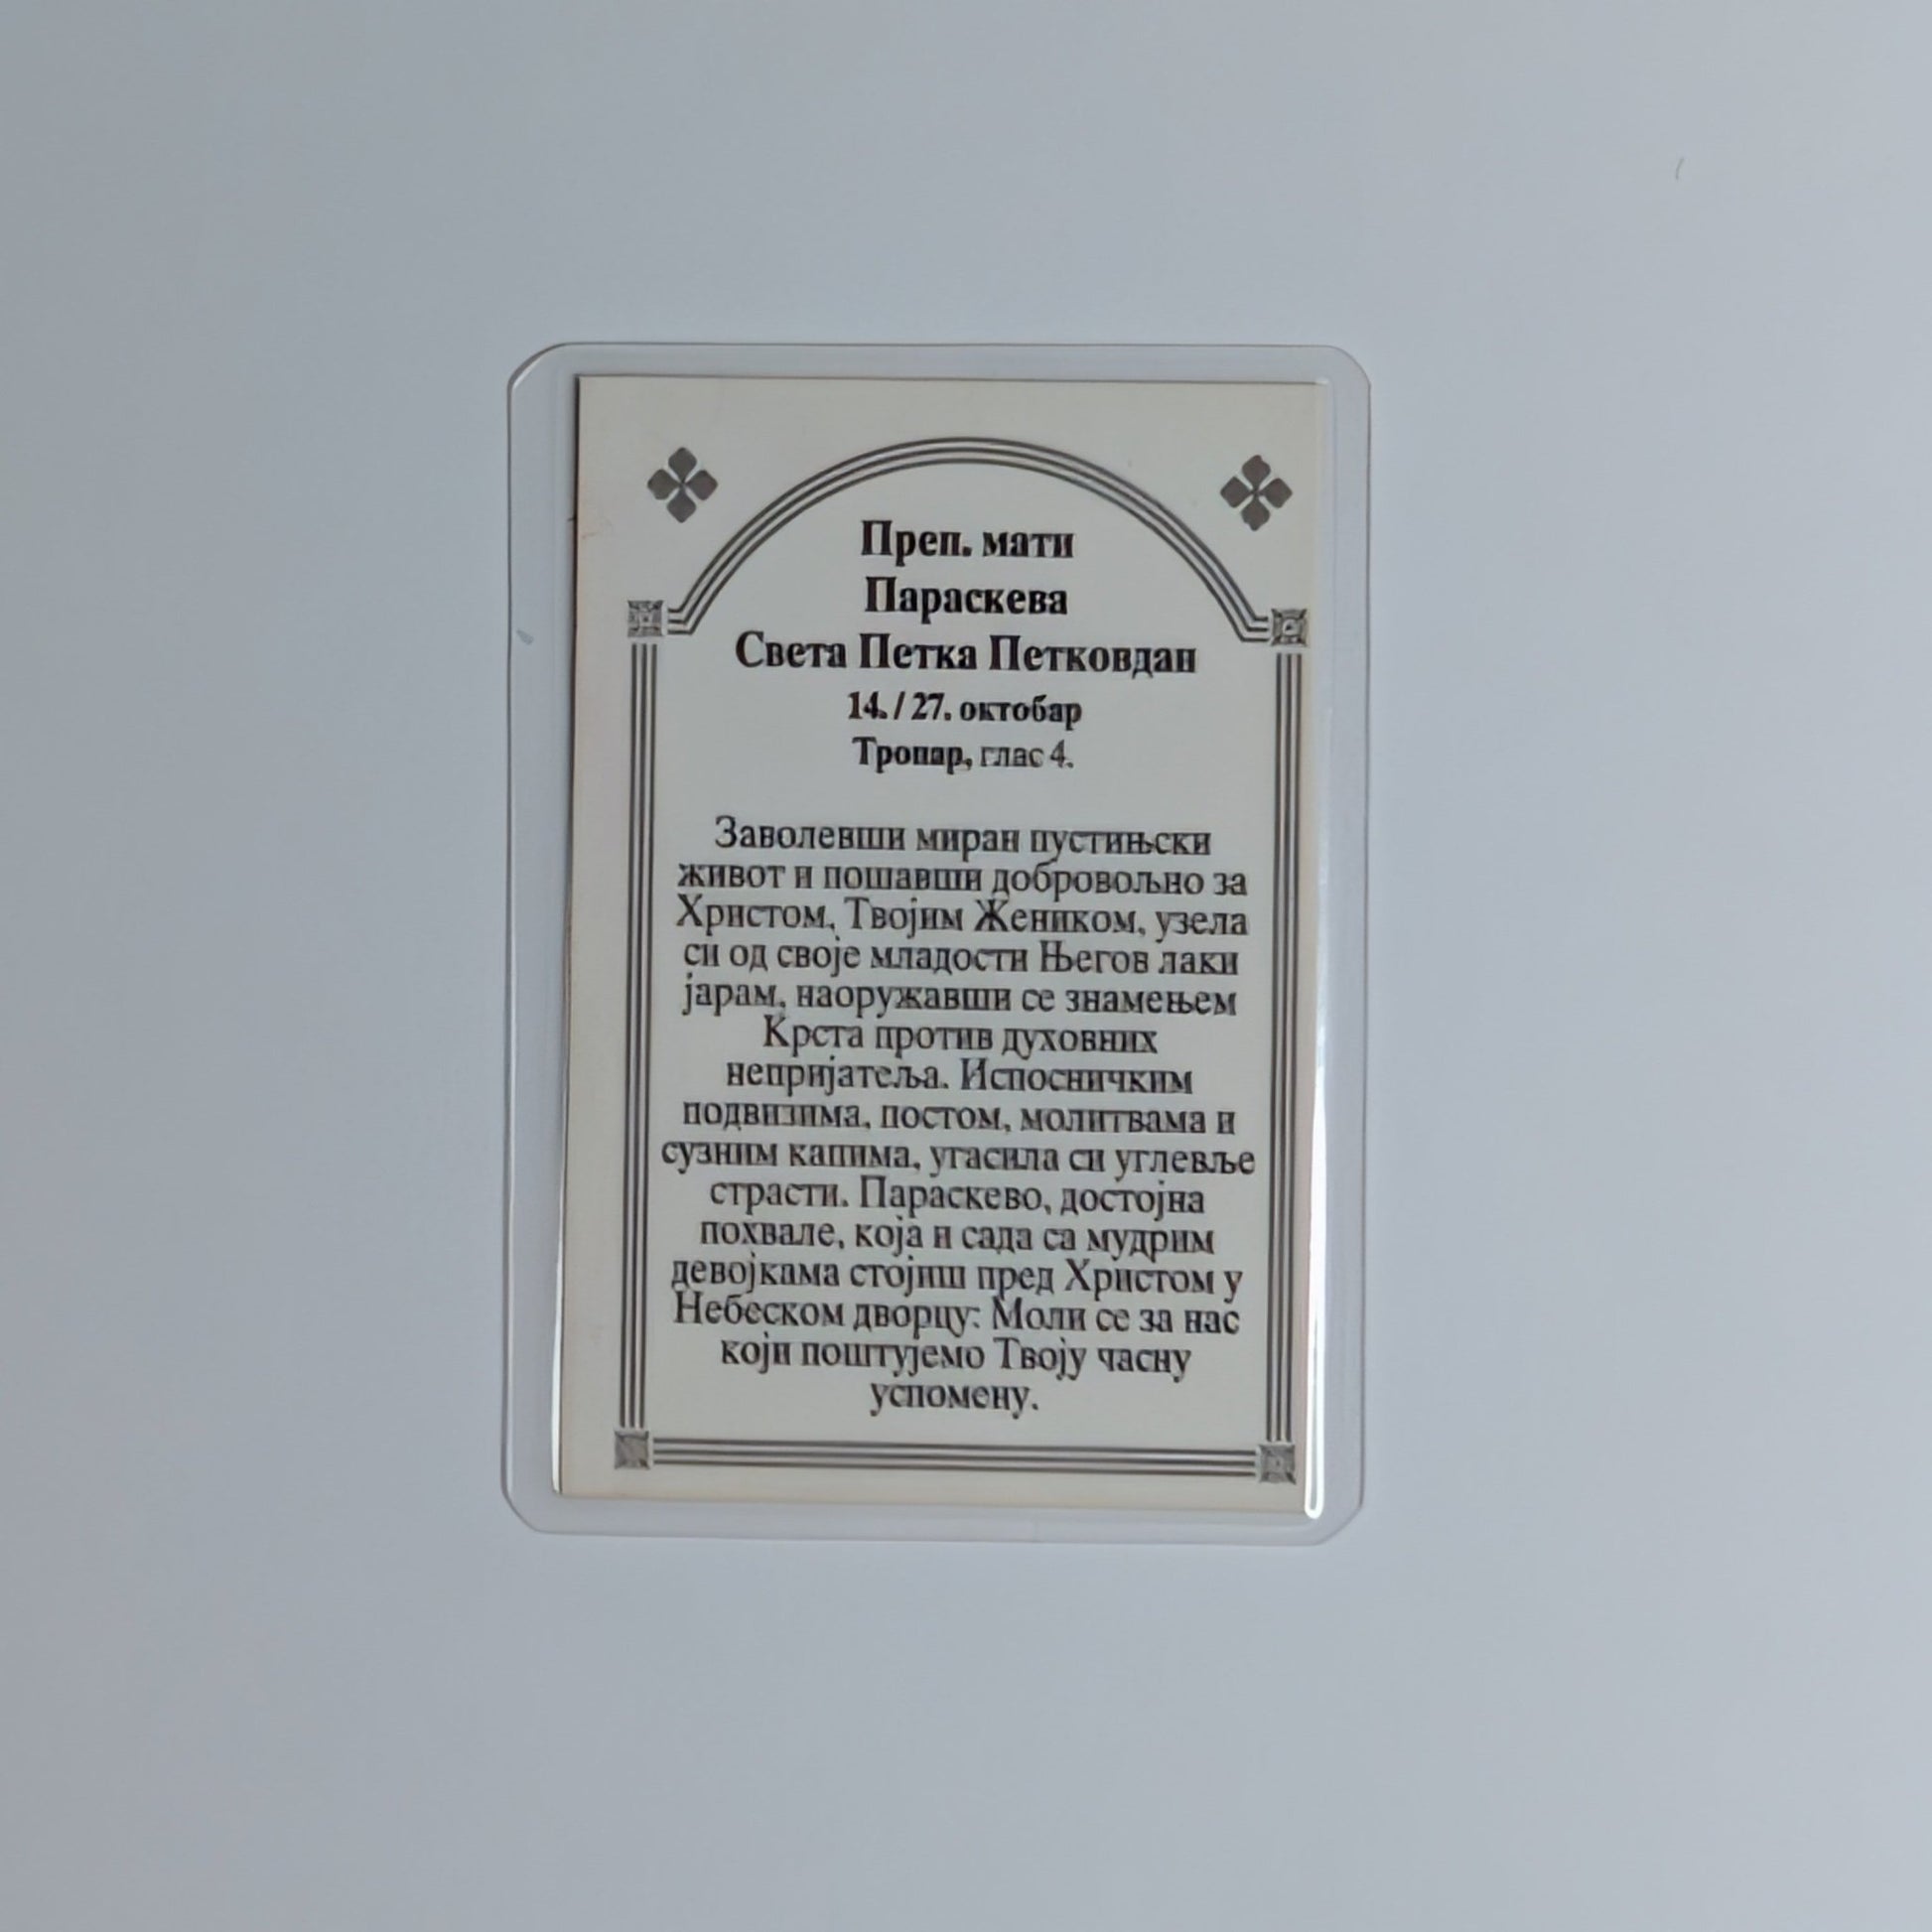 Преп. мати
Параскева
Света Петка Петковдан
14. / 27. октобар
Тропар, глас 4.
Заволевши миран пустињски
живот и пошавши добровољно за
Христом, Твојим Жеником, узела
си од своје младости Његов лаки
јарам, наоружавши се знамењем
Крста против духовних
непријатеља. Испосничким
подвизима, постом, молитвама и
сузним капима, угасила си углевље
страсти. Параскево, достојна
похвале, која и сада са мудрим
девојкама стојиш пред Христом у
Небеском дворцу: Моли се за нас
који поштујемо Твоју часну
успомену.